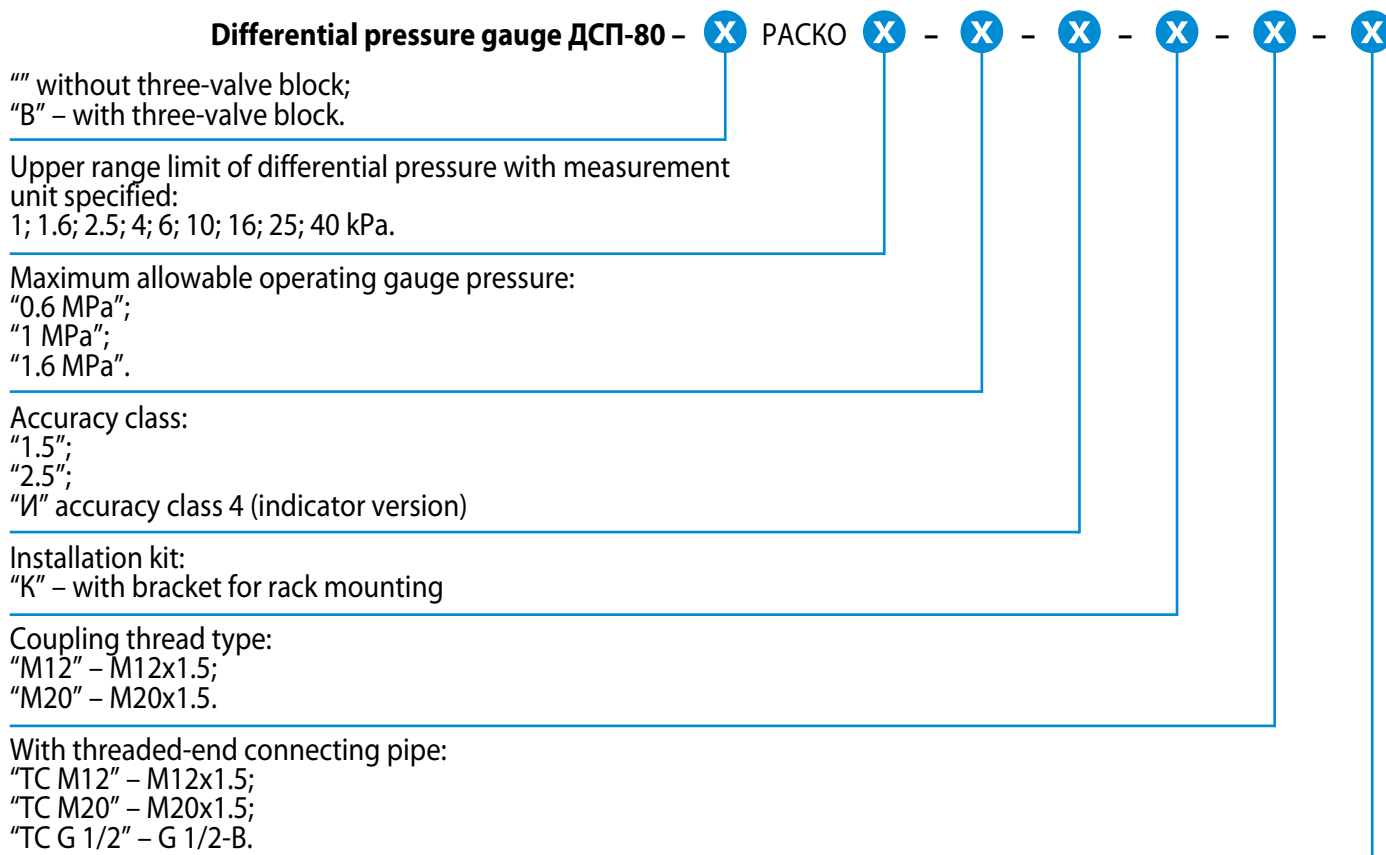 Differential pressure gauge ДСП-80 – X РАСКО X – X – X – X – X – X
“” without three-valve block;
“В” – with three-valve block.
Upper range limit of differential pressure with measurement
unit specified:
1; 1.6; 2.5; 4; 6; 10; 16; 25; 40 kPa.
Maximum allowable operating gauge pressure:
“0.6 MPa”;
“1 MPa”;
“1.6 MPa”.
Accuracy class:
“1.5”;
“2.5”;
“И” accuracy class 4 (indicator version)
Installation kit:
“К” – with bracket for rack mounting
Coupling thread type:
“M12” – M12x1.5;
“M20” – M20x1.5.
With threaded-end connecting pipe:
“TC M12” – M12x1.5;
“TC M20” – M20x1.5;
“TC G 1/2” – G 1/2-B.